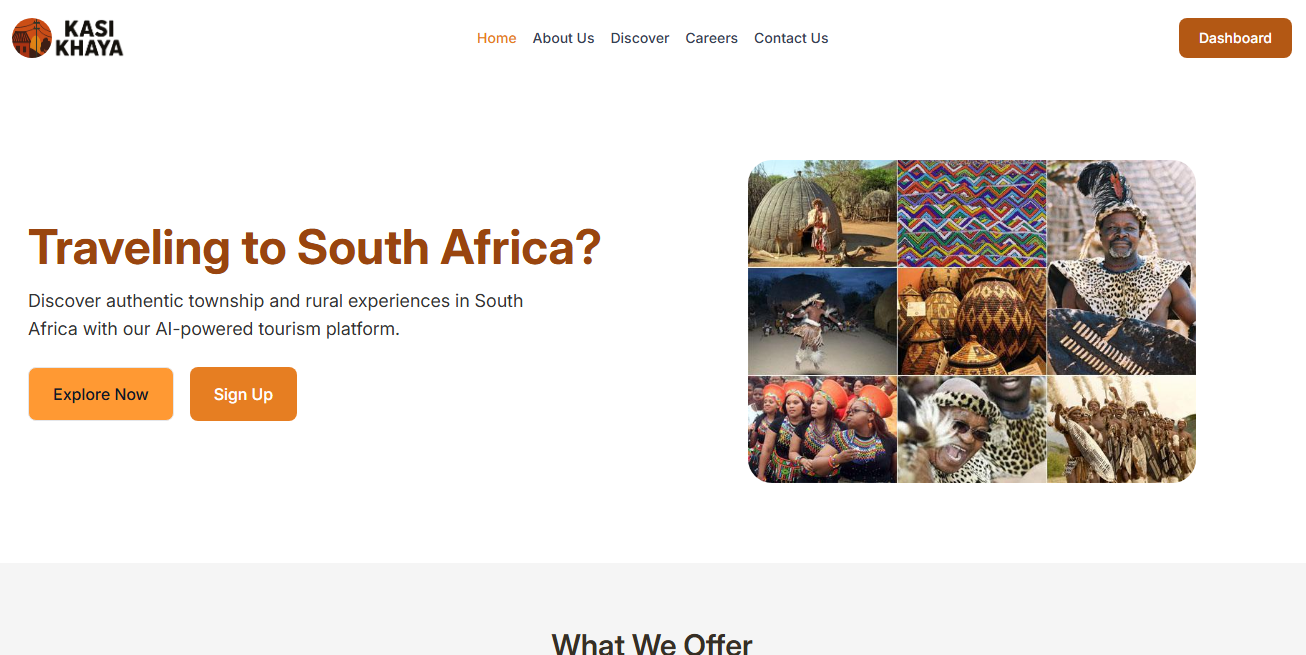 KASI
KHAYA
Home
About Us
Discover
Careers
Contact Us
Dashboard
Traveling to South Africa?
Discover authentic township and rural experiences in South
Africa with our AI-powered tourism platform.
Explore Now
Sign Up
What We Offer